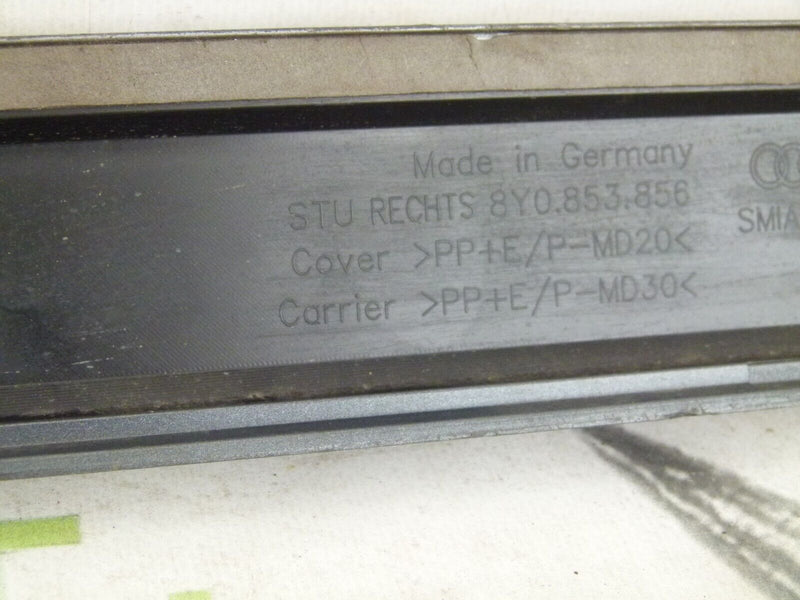 Made in Germany
STU RECHTS 8Y0.853.856
Cover >PP+E/P-MD20<
Carrier >PP+E/P-MD30<
SMIA